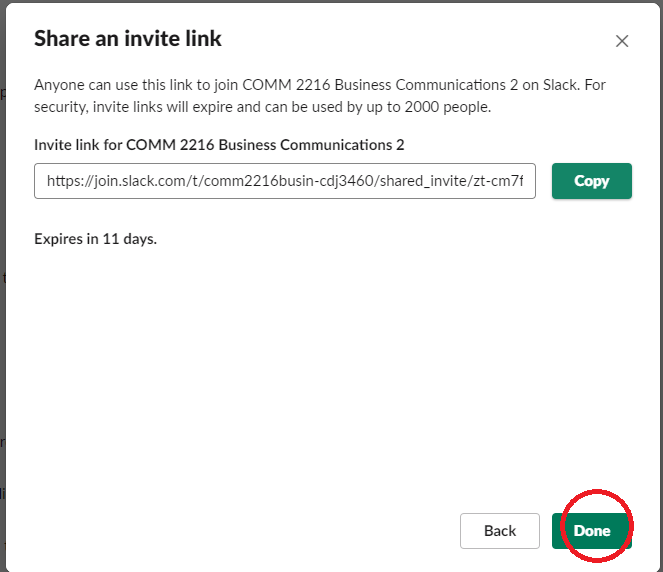 Share an invite link
Anyone can use this link to join COMM 2216 Business Communications 2 on Slack. For
security, invite links will expire and can be used by up to 2000 people.
Invite link for COMM 2216 Business Communications 2
https://join.slack.com/t/comm2216busin-cdj3460/shared_invite/zt-cm7f
Copy
Expires in 11 days.
Back
Done